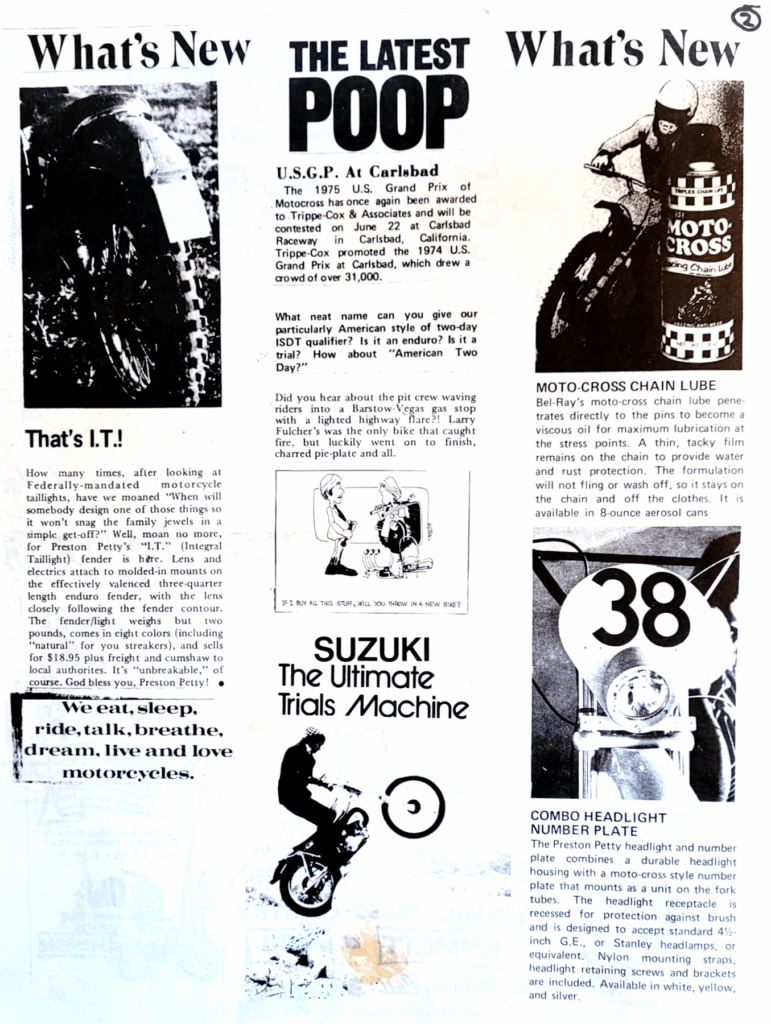 2
What's New
That's I.T.!
How many times, after looking at
Federally-mandated motorcycle
taillights, have we moaned "When will
somebody design one of those things so
it won't snag the family jewels in a
simple get-off?" Well, moan no more,
for Preston Petty's "I.T." (Integral
Taillight) fender is here. Lens and
electrics attach to molded-in mounts on
the effectively valenced three-quarter
length enduro fender, with the lens
closely following the fender contour.
The fender/light weighs but two
pounds, comes in eight colors (including
"natural" for you streakers), and sells
for $18.95 plus freight and cumshaw to
local authorites. It's "unbreakable," of
course. God bless you, Preston Petty! ●
We eat, sleep,
ride, talk, breathe,
dream, live and love
motorcycles.
THE LATEST
POOP
U.S.G.P. At Carlsbad
The 1975 U.S. Grand Prix of
Motocross has once again been awarded
to Trippe-Cox & Associates and will be
contested on June 22 at Carlsbad
Raceway in Carlsbad, California.
Trippe-Cox promoted the 1974 U.S.
Grand Prix at Carlsbad, which drew a
crowd of over 31,000.
What neat name can you give our
particularly American style of two-day
ISDT qualifier? Is it an enduro? Is it a
trial? How about "American Two
Day?"
Did you hear about the pit crew waving
riders into a Barstow-Vegas gas stop
with a lighted highway flare?! Larry
Fulcher's was the only bike that caught
fire, but luckily went on to finish,
charred pie-plate and all.
IF I BUY ALL THIS STUFF, WILL YOU THROW IN A NEW BIKE?
SUZUKI
The Ultimate
Trials Machine
What's New
MOTO-
CROSS
Racing Chain Lube
MOTO-CROSS CHAIN LUBE
Bel-Ray's moto-cross chain lube pene-
trates directly to the pins to become a
viscous oil for maximum lubrication at
the stress points. A thin, tacky film
remains on the chain to provide water
and rust protection. The formulation
will not fling or wash off, so it stays on
the chain and off the clothes. It is
available in 8-ounce aerosol cans
38
COMBO HEADLIGHT
NUMBER PLATE
The Preston Petty headlight and number
plate combines a durable headlight
housing with a moto-cross style number
plate that mounts as a unit on the fork
tubes. The headlight receptacle is
recessed for protection against brush
and is designed to accept standard 4½-
inch G.E., or Stanley headlamps, or
equivalent. Nylon mounting straps,
headlight retaining screws and brackets
are included. Available in white, yellow,
and silver.